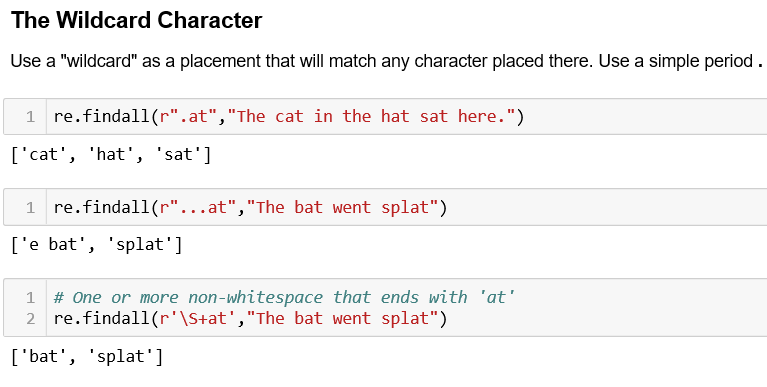 The Wildcard Character
Use a "wildcard" as a placement that will match any character placed there. Use a simple period .
1 re.findall(r".at","The cat in the hat sat here.")
['cat', 'hat', 'sat']
1 re.findall(r"...at","The bat went splat")
['e bat', 'splat']
1 # One or more non-whitespace that ends with 'at'
2 re.findall(r'\S+at',"The bat went splat")
['bat', 'splat']